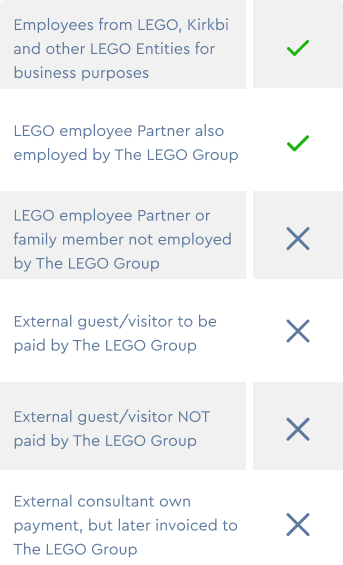 Employees from LEGO, Kirkbi
and other LEGO Entities for
business purposes
LEGO employee Partner also
employed by The LEGO Group
LEGO employee Partner or
family member not employed
by The LEGO Group
External guest/visitor to be
paid by The LEGO Group
External guest/visitor NOT
paid by The LEGO Group
External consultant own
payment, but later invoiced to
The LEGO Group